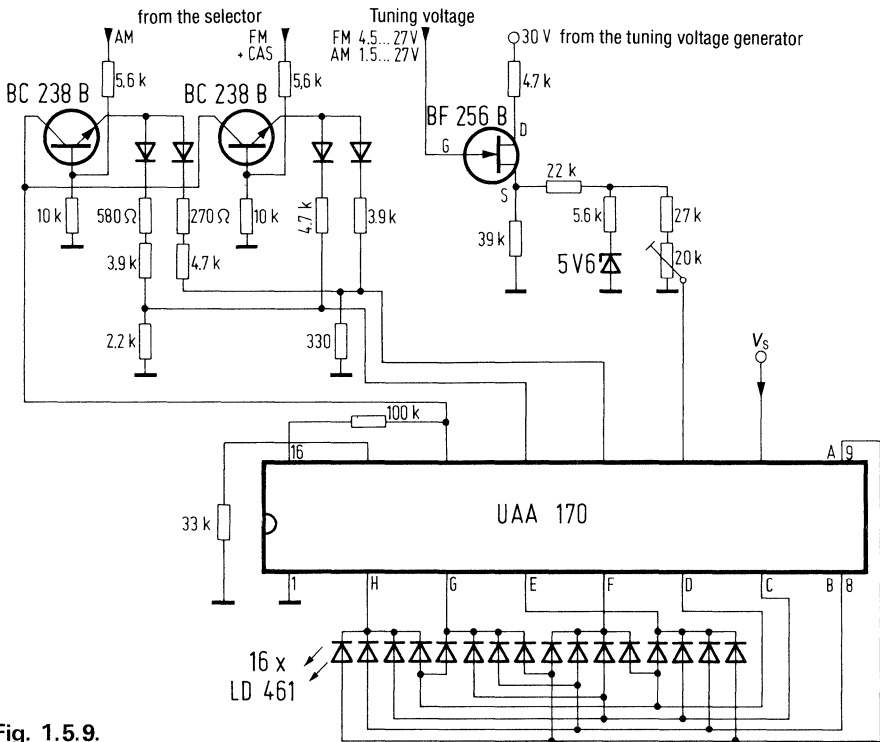 from the selector
Tuning voltage
AM
FM
+ CAS
FM 4.5...27V
AM 1.5...27V
30 V from the tuning voltage generator
5,6 k
5,6k
4.7 k
BC 238 B
BC 238 B
BF 256 B
D
G
S
22 k
10 k
580 Ω
270 Ω
10 k
4.7 k
3.9 k
39 k
5.6 k
27 k
3.9 k
4.7 k
5V6
20 k
2.2 k
330
Vs
100 k
16
A 9
33 k
UAA 170
1
H
G
E
F
D
C
B 8
16 x
LD 461
Fig. 1.5.9.